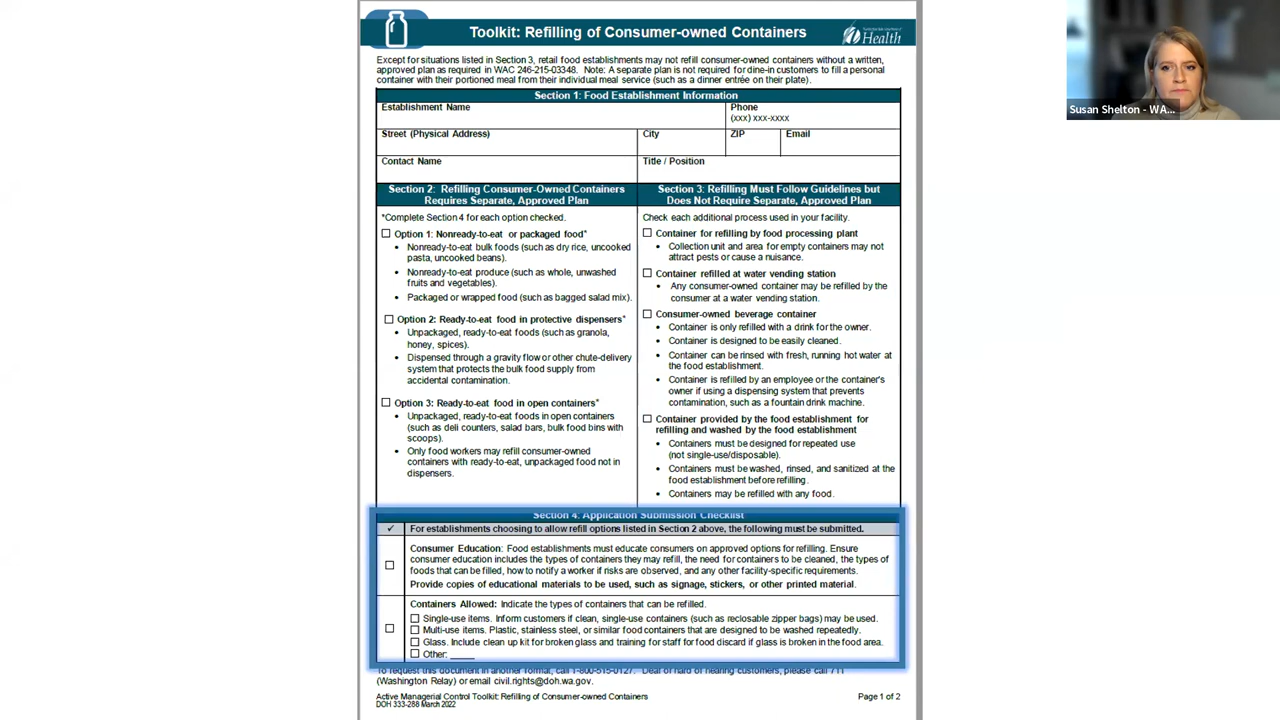 Toolkit: Refilling of Consumer-owned Containers
Health
Susan Shelton - WA...
Except for situations listed in Section 3, retail food establishments may not refill consumer-owned containers without a written,
approved plan as required in WAC 246-215-03348. Note: A separate plan is not required for dine-in customers to fill a personal
container with their portioned meal from their individual meal service (such as a dinner entrée on their plate).
Section 1: Food Establishment Information
Establishment Name
Phone
(xxx) xxx-xxxx
Street (Physical Address)
City
ZIP
Email
Contact Name
Title / Position
Section 2: Refilling Consumer-Owned Containers
Requires Separate, Approved Plan
*Complete Section 4 for each option checked.
Option 1: Nonready-to-eat or packaged food*
• Nonready-to-eat bulk foods (such as dry rice, uncooked
pasta, uncooked beans).
• Nonready-to-eat produce (such as whole, unwashed
fruits and vegetables).
• Packaged or wrapped food (such as bagged salad mix).
Option 2: Ready-to-eat food in protective dispensers*
• Unpackaged, ready-to-eat foods (such as granola,
honey, spices).
• Dispensed through a gravity flow or other chute-delivery
system that protects the bulk food supply from
accidental contamination.
Option 3: Ready-to-eat food in open containers*
• Unpackaged, ready-to-eat foods in open containers
(such as deli counters, salad bars, bulk food bins with
scoops).
• Only food workers may refill consumer-owned
containers with ready-to-eat, unpackaged food not in
dispensers.
Section 3: Refilling Must Follow Guidelines but
Does Not Require Separate, Approved Plan
Check each additional process used in your facility.
Container for refilling by food processing plant
• Collection unit and area for empty containers may not
attract pests or cause a nuisance.
Container refilled at water vending station
• Any consumer-owned container may be refilled by the
consumer at a water vending station.
Consumer-owned beverage container
• Container is only refilled with a drink for the owner.
• Container is designed to be easily cleaned.
• Container can be rinsed with fresh, running hot water at
the food establishment.
• Container is refilled by an employee or the container's
owner if using a dispensing system that prevents
contamination, such as a fountain drink machine.
Container provided by the food establishment for
refilling and washed by the food establishment
• Containers must be designed for repeated use
(not single-use/disposable).
• Containers must be washed, rinsed, and sanitized at the
food establishment before refilling.
• Containers may be refilled with any food.
Section 4: Application Submission Checklist
✓ For establishments choosing to allow refill options listed in Section 2 above, the following must be submitted.
Consumer Education: Food establishments must educate consumers on approved options for refilling. Ensure
consumer education includes the types of containers they may refill, the need for containers to be cleaned, the types of
foods that can be filled, how to notify a worker if risks are observed, and any other facility-specific requirements.
Provide copies of educational materials to be used, such as signage, stickers, or other printed material.
Containers Allowed: Indicate the types of containers that can be refilled.
Single-use items. Inform customers if clean, single-use containers (such as reclosable zipper bags) may be used.
Multi-use items. Plastic, stainless steel, or similar food containers that are designed to be washed repeatedly.
Glass. Include clean up kit for broken glass and training for staff for food discard if glass is broken in the food area.
Other: _____
To request this document in another format, call 1-800-515-0127. Deaf or hard of hearing customers, please call 711
(Washington Relay) or email civil.rights@doh.wa.gov.
Active Managerial Control Toolkit: Refilling of Consumer-owned Containers
Page 1 of 2
DOH 333-288 March 2022